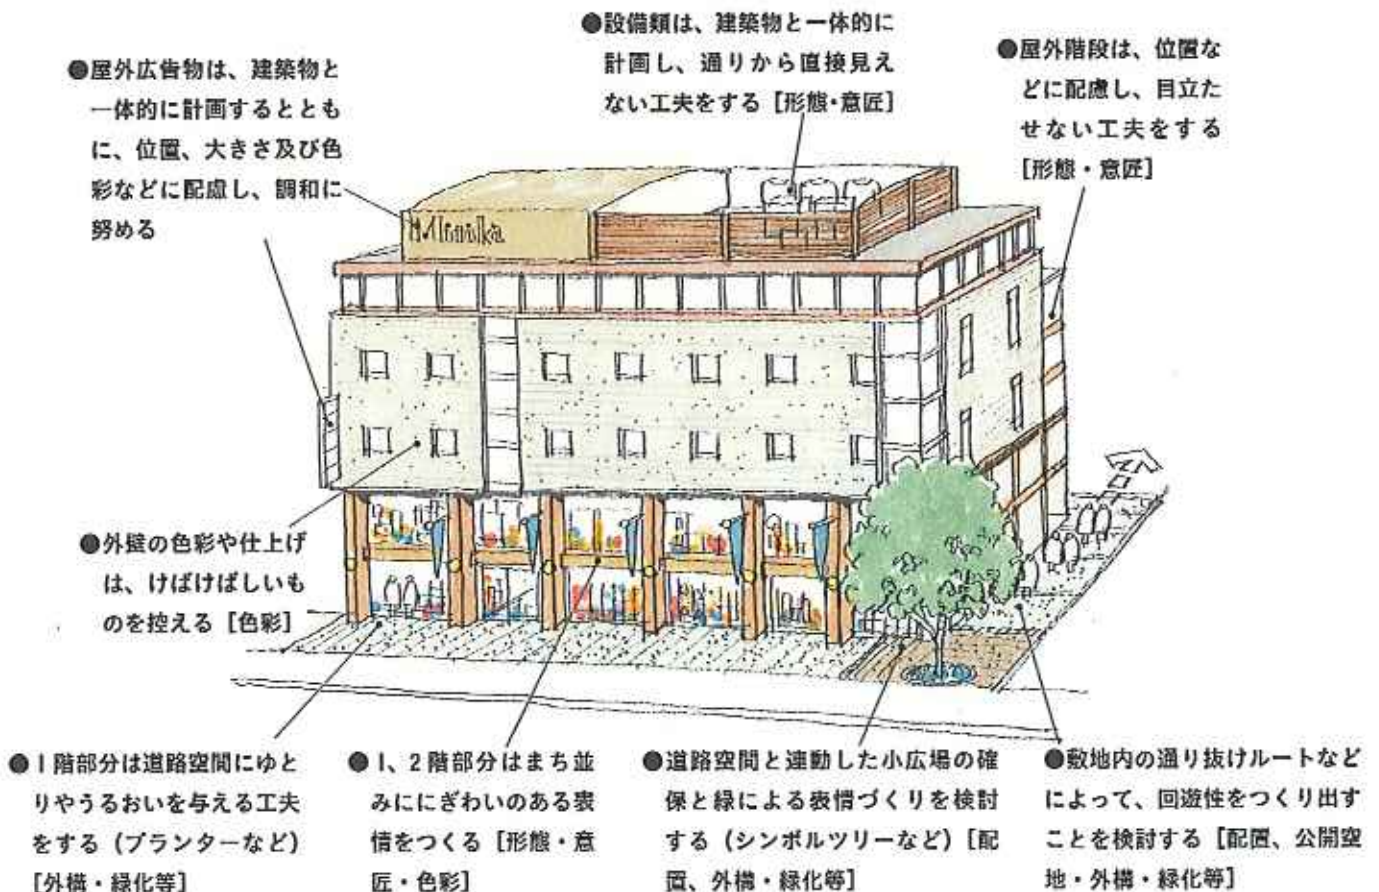 ●設備類は、建築物と一体的に
計画し、通りから直接見え
ない工夫をする［形態・意匠］
●屋外階段は、位置な
どに配慮し、目立た
せない工夫をする
［形態・意匠］
●屋外広告物は、建築物と
一体的に計画するととも
に、位置、大きさ及び色
彩などに配慮し、調和に
努める
Minika
●外壁の色彩や仕上げ
は、けばけばしいも
のを控える［色彩］
●1階部分は道路空間にゆと
りやうるおいを与える工夫
をする（プランターなど）
［外構・緑化等］
●1、2階部分はまち並
みににぎわいのある表
情をつくる［形態・意
匠・色彩］
●道路空間と連動した小広場の確
保と緑による表情づくりを検討
する（シンボルツリーなど）［配
置、外構・緑化等］
●敷地内の通り抜けルートなど
によって、回遊性をつくり出す
ことを検討する［配置、公開空
地・外構・緑化等］